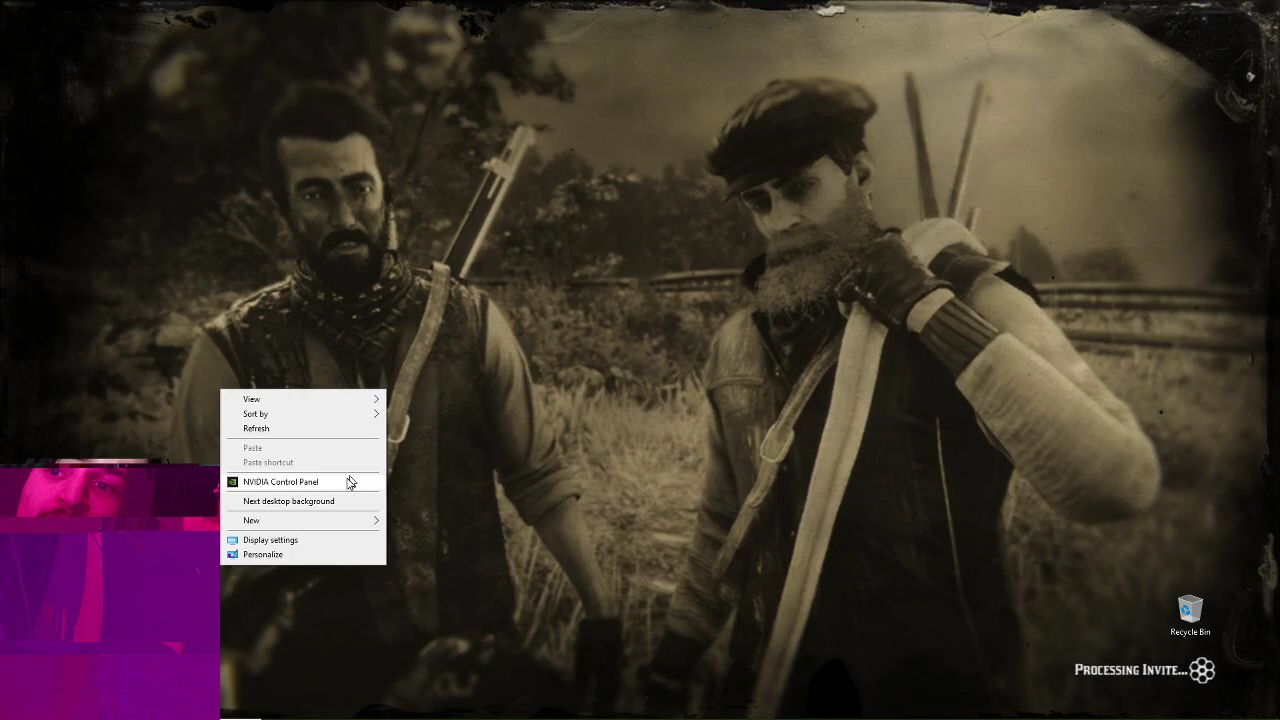 View
Sort by
Refresh
Paste
Paste shortcut
NVIDIA Control Panel
Next desktop background
New
Display settings
Personalize
Recycle Bin
Processing Invite...